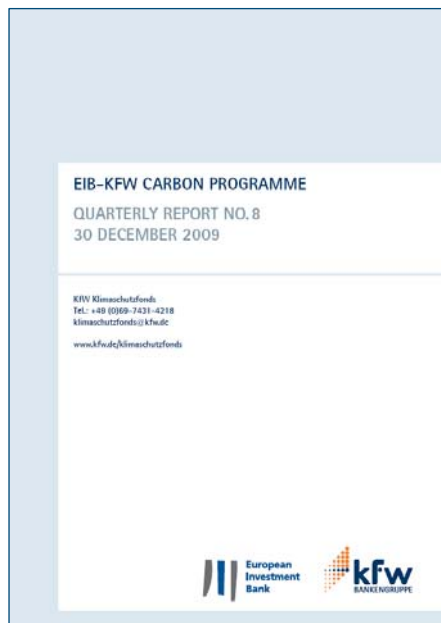 EIB-KFW CARBON PROGRAMME
QUARTERLY REPORT NO. 8
30 DECEMBER 2009
KfW Klimaschutzfonds
Tel.: +49 (0)69-7431-4218
klimaschutzfonds@kfw.de
www.kfw.de/klimaschutzfonds
European
Investment
Bank
kfw
BANKENGRUPPE